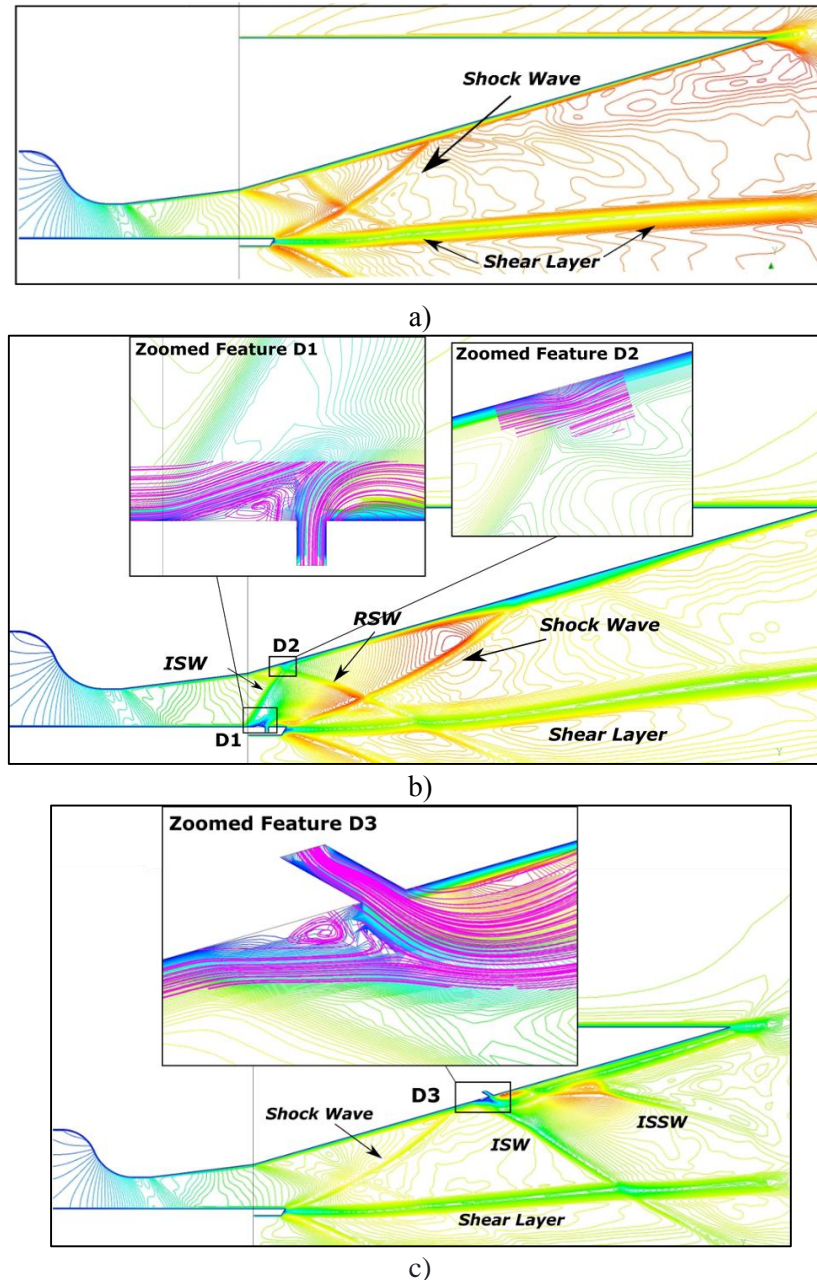 Shock Wave
Shear Layer
Y
a)
Zoomed Feature D1
Zoomed Feature D2
RSW
Shock Wave
D2
ISW
D1
Shear Layer
Y
b)
Zoomed Feature D3
D3
Shock Wave
ISW
ISSW
Shear Layer
Y
c)